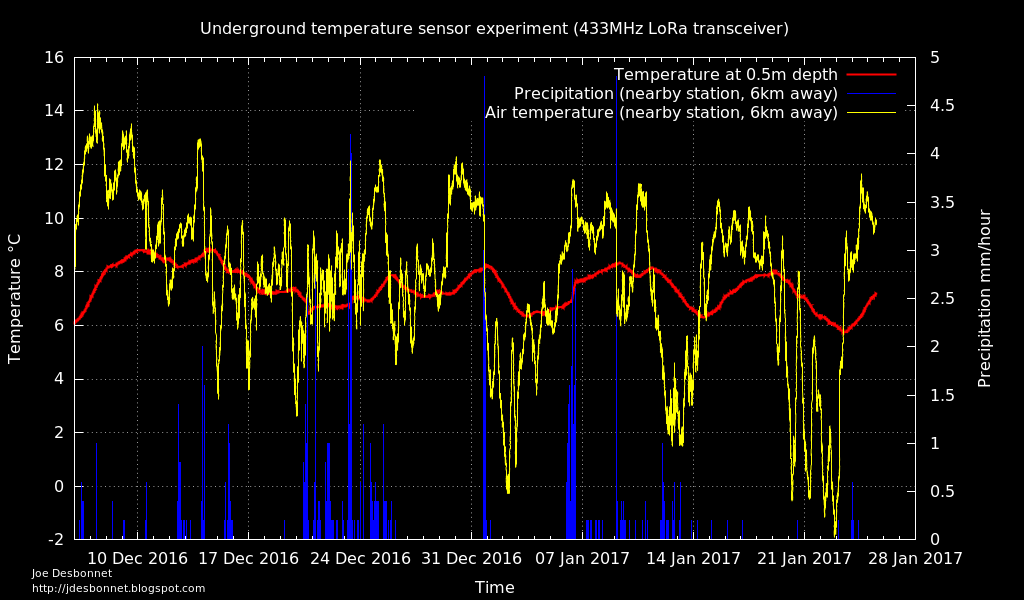 Underground temperature sensor experiment (433MHz LoRa transceiver)
Temperature at 0.5m depth
Precipitation (nearby station, 6km away)
Air temperature (nearby station, 6km away)
Temperature °C
16
14
12
10
8
6
4
2
0
-2
5
4.5
4
3.5
3
2.5
2
1.5
1
0.5
0
Precipitation mm/hour
10 Dec 2016 17 Dec 2016 24 Dec 2016 31 Dec 2016 07 Jan 2017 14 Jan 2017 21 Jan 2017 28 Jan 2017
Time
Joe Desbonnet
http://jdesbonnet.blogspot.com